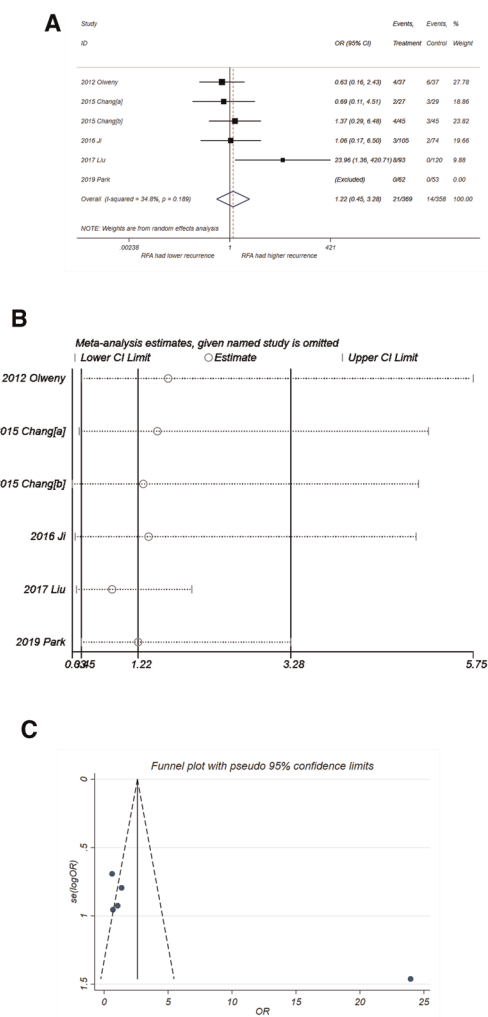 A
Study
Events, Events, %
ID OR (95% CI) Treatment Control Weight
2012 Olweny 0.63 (0.16, 2.43) 4/37 6/37 27.78
2015 Chang[a] 0.69 (0.11, 4.51) 2/27 3/29 18.86
2015 Chang[b] 1.37 (0.29, 6.48) 4/45 3/45 23.82
2016 Ji 1.06 (0.17, 6.50) 3/105 2/74 19.66
2017 Liu 23.96 (1.36, 420.71) 8/93 0/120 9.88
2019 Park (Excluded) 0/62 0/53 0.00
Overall (I-squared = 34.8%, p = 0.189) 1.22 (0.45, 3.28) 21/369 14/358 100.00
NOTE: Weights are from random effects analysis
.00238 1 421
RFA had lower recurrence RFA had higher recurrence
B
Meta-analysis estimates, given named study is omitted
Lower CI Limit Estimate Upper CI Limit
2012 Olweny
2015 Chang[a]
2015 Chang[b]
2016 Ji
2017 Liu
2019 Park
0.45 1.22 3.28 5.75
C
Funnel plot with pseudo 95% confidence limits
0
.5
1
1.5
se(logOR)
0 5 10 15 20 25
OR